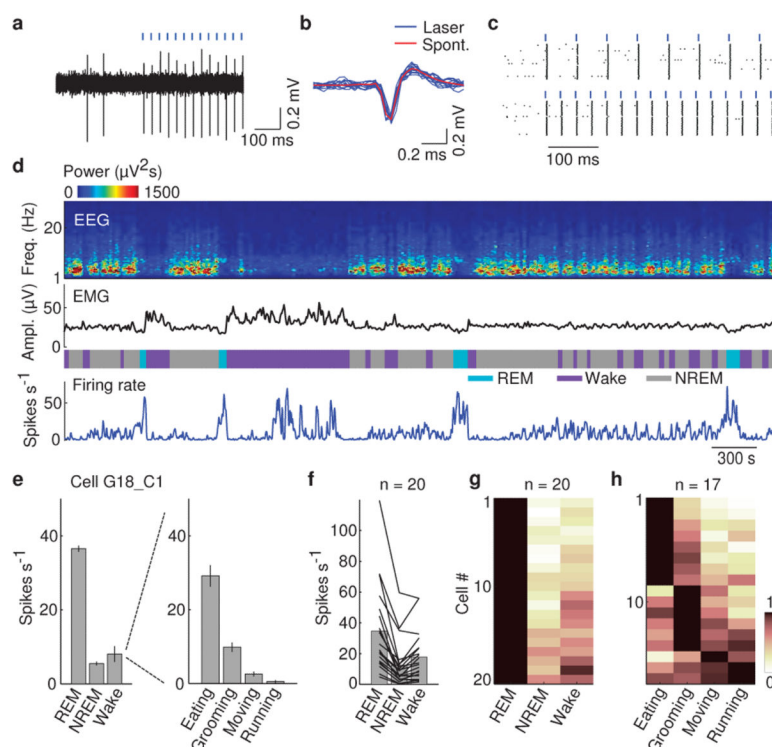 a
100 ms
0.2 mV
b
Laser
Spont.
0.2 ms
0.2 mV
c
100 ms
d
Power (µV²s)
0 1500
EEG
Freq. (Hz)
20
1
EMG
Ampl. (µV)
50
0
REM Wake NREM
Firing rate
Spikes s⁻¹
50
0
300 s
e Cell G18_C1
Spikes s⁻¹
40
20
0
REM
NREM
Wake
40
20
0
Eating
Grooming
Moving
Running
f n = 20
Spikes s⁻¹
100
80
60
40
20
0
REM
NREM
Wake
g n = 20
Cell #
1
10
20
REM
NREM
Wake
h n = 17
1
10
Eating
Grooming
Moving
Running
1
0